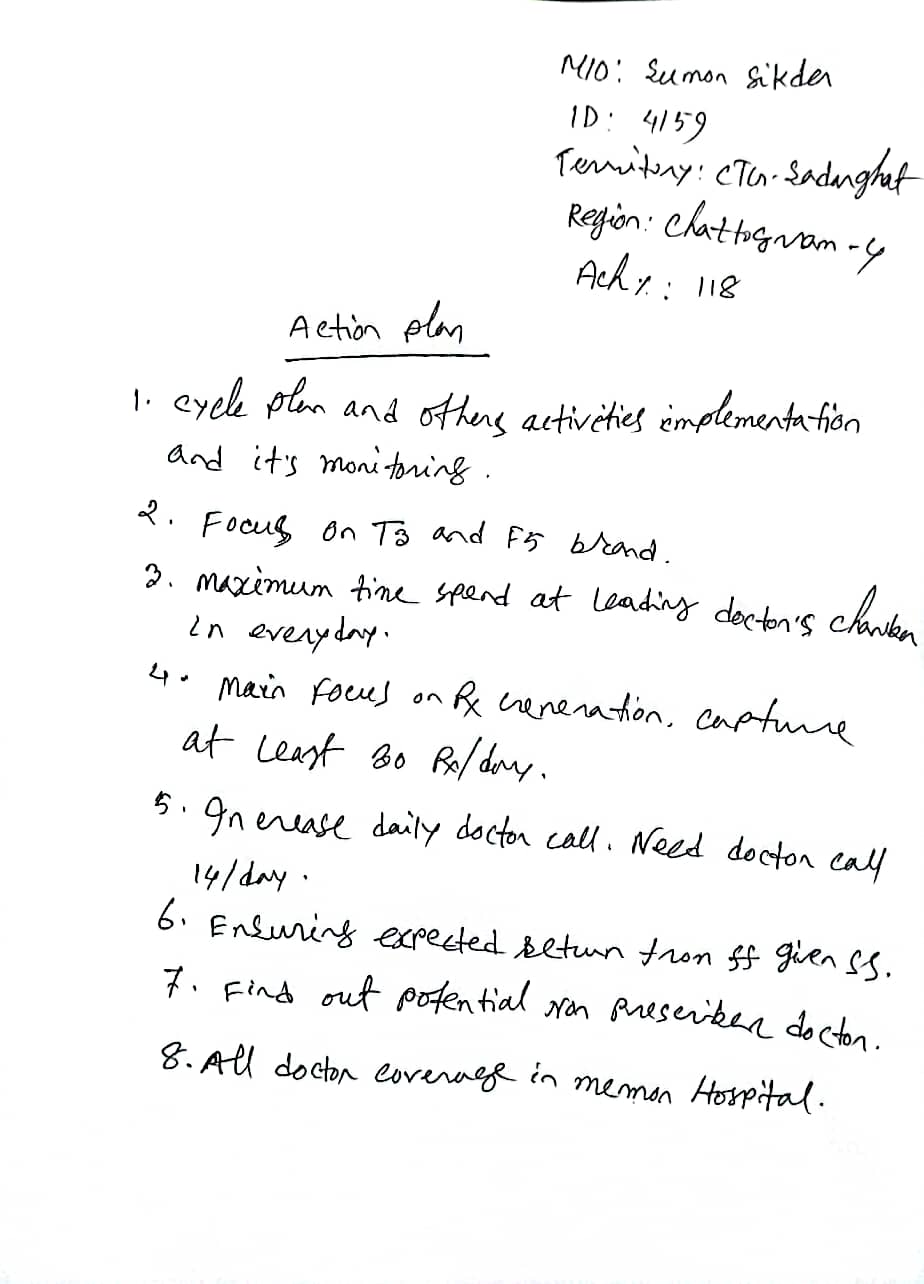 MIO: Sumon Sikder
ID: 4159
Territory: CTG-Sadarghat
Region: Chattogram-4
Ach%: 118
Action plan
1. cycle plan and others activities implementation
and it's monitoring.
2. Focus on T3 and F5 brand.
3. maximum time spend at leading doctor's chamber
in everyday.
4. Main focus on Rx Generation, capture
at least 30 Rx/day.
5. Increase daily doctor call. Need doctor call
14/day.
6. Ensuring expected return from ff given SS.
7. Find out potential Non prescriber doctor.
8. All doctor coverage in memon Hospital.